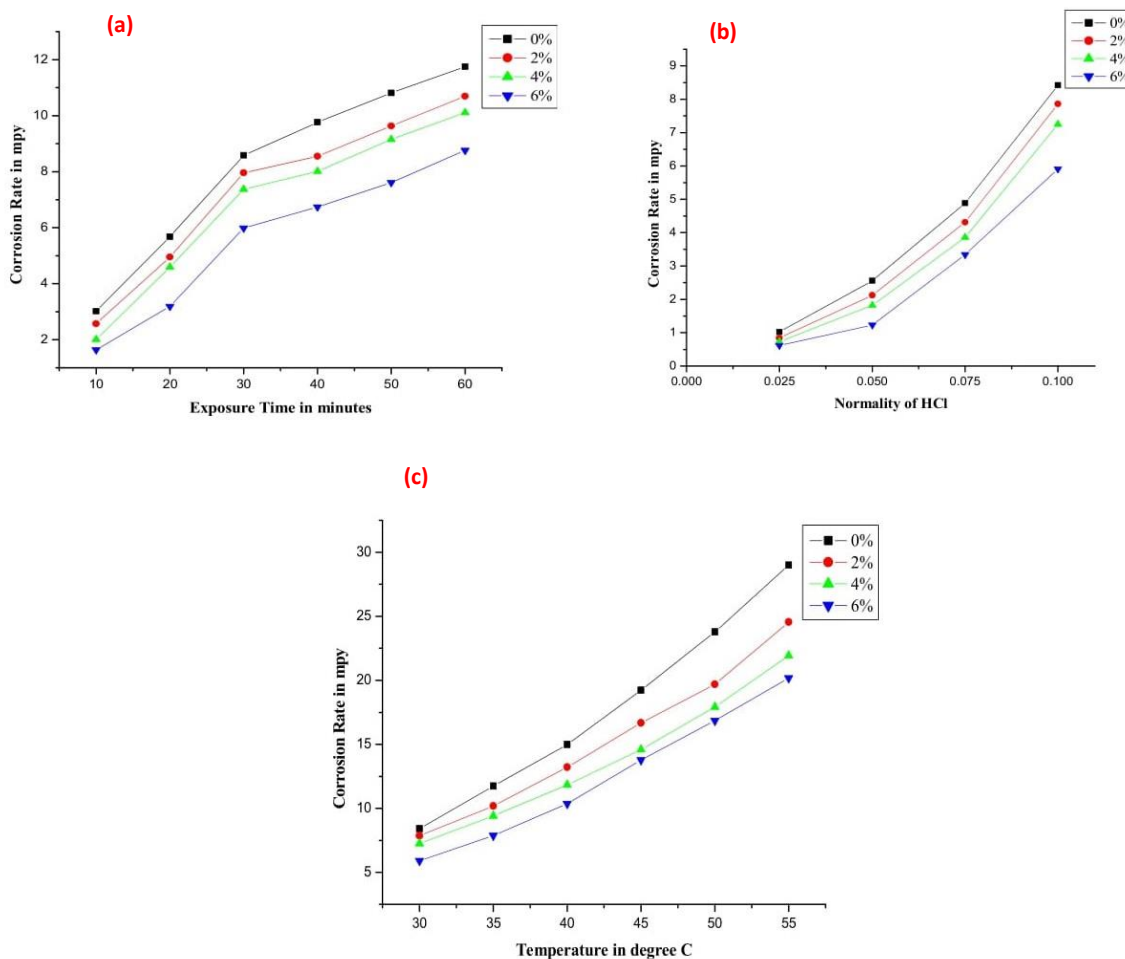 (a)
0%
2%
4%
6%
12
10
8
6
4
2
10 20 30 40 50 60
Corrosion Rate in mpy
Exposure Time in minutes
(b)
0%
2%
4%
6%
9
8
7
6
5
4
3
2
1
0
0.000 0.025 0.050 0.075 0.100
Corrosion Rate in mpy
Normality of HCl
(c)
0%
2%
4%
6%
30
25
20
15
10
5
30 35 40 45 50 55
Corrosion Rate in mpy
Temperature in degree C